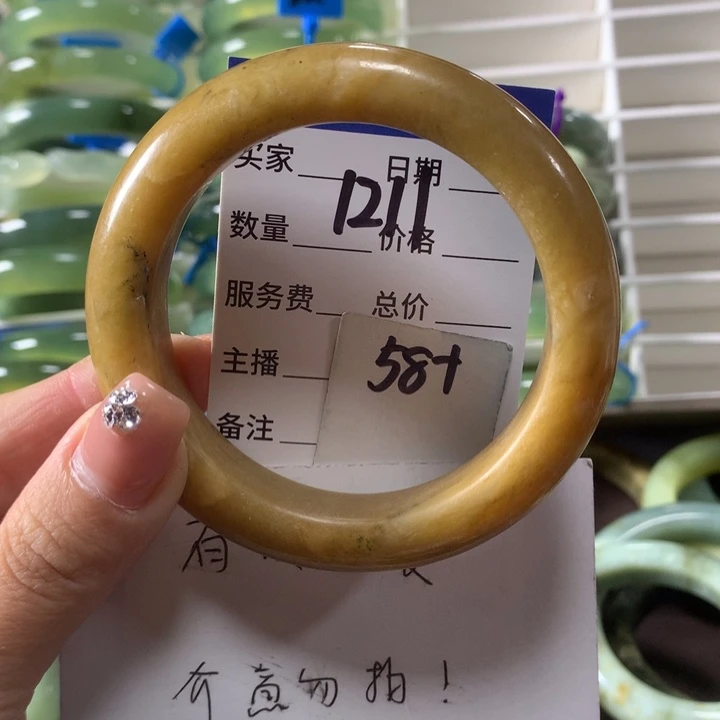 买家 日期
1211
数量 价格
服务费 总价
58+
主播
备注
有
介意勿拍!